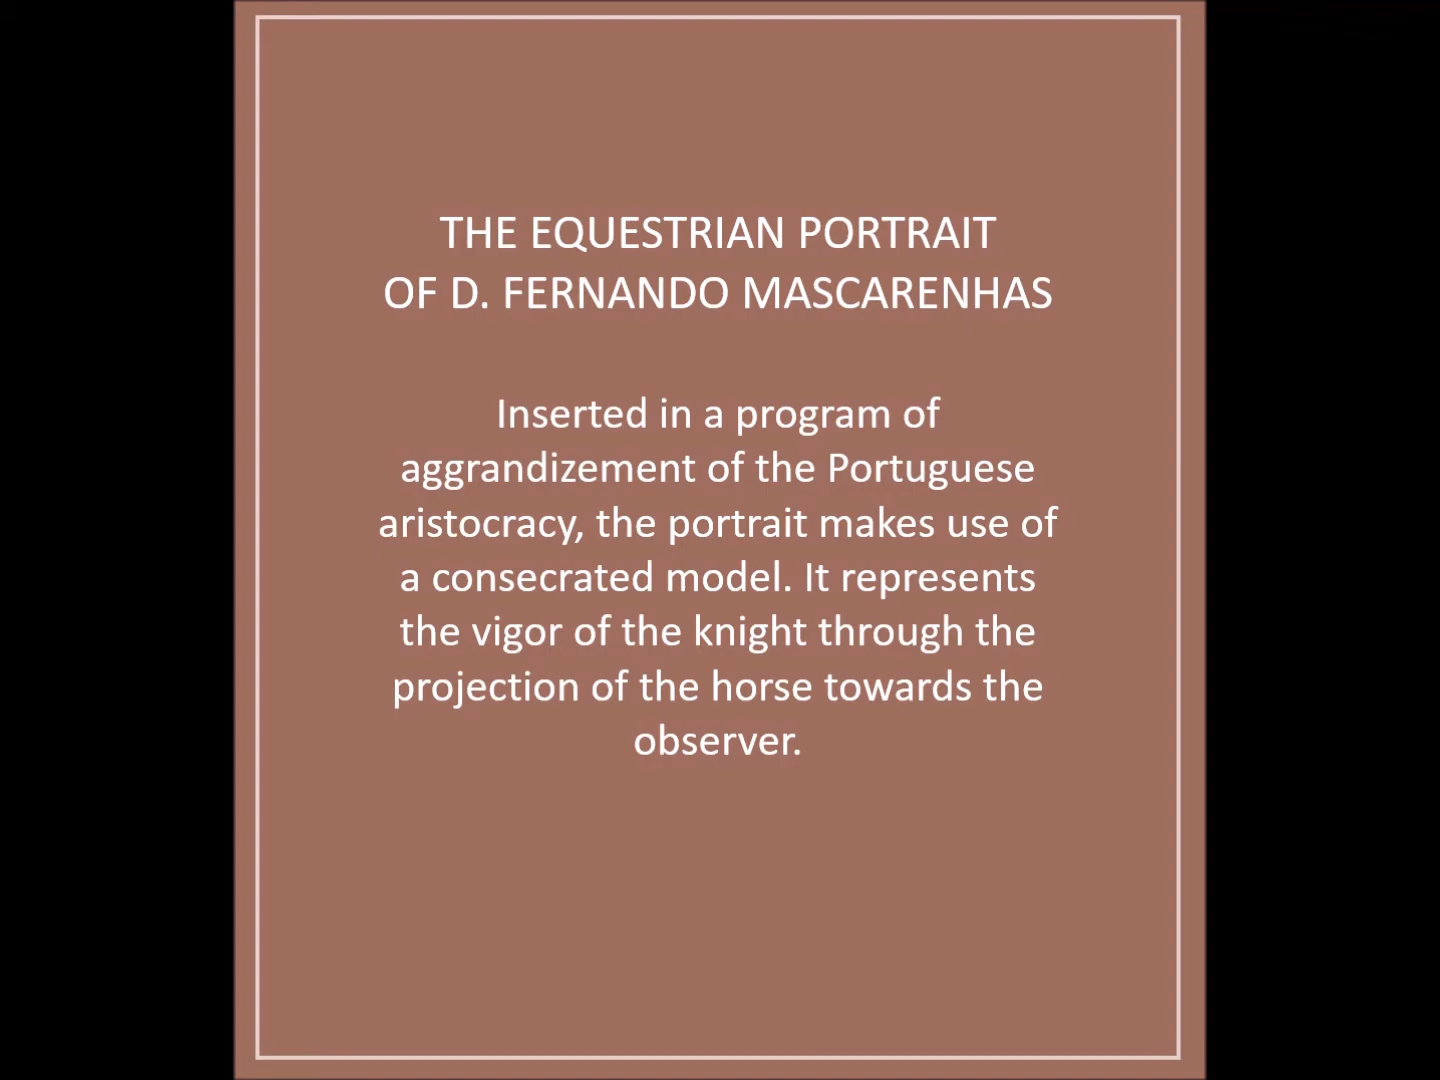 THE EQUESTRIAN PORTRAIT
OF D. FERNANDO MASCARENHAS
Inserted in a program of
aggrandizement of the Portuguese
aristocracy, the portrait makes use of
a consecrated model. It represents
the vigor of the knight through the
projection of the horse towards the
observer.